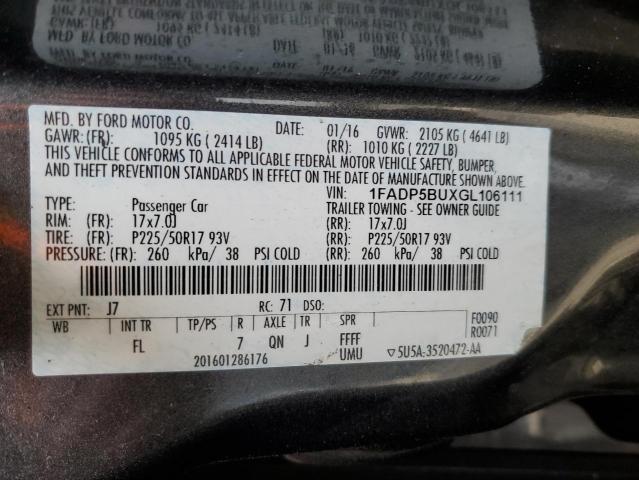 MFD. BY FORD MOTOR CO. DATE: 01/16 GVWR: 2105 KG ( 4641 LB)
GAWR: (FR): 1095 KG ( 2414 LB) (RR): 1010 KG ( 2227 LB)
THIS VEHICLE CONFORMS TO ALL APPLICABLE FEDERAL MOTOR VEHICLE SAFETY, BUMPER,
AND THEFT PREVENTION STANDARDS IN EFFECT ON THE DATE OF MANUFACTURE SHOWN ABOVE.
VIN: 1FADP5BUXGL106111
TYPE: Passenger Car TRAILER TOWING - SEE OWNER GUIDE
RIM: (FR): 17x7.0J (RR): 17x7.0J
TIRE: (FR): P225/50R17 93V (RR): P225/50R17 93V
PRESSURE: (FR): 260 kPa/ 38 PSI COLD (RR): 260 kPa/ 38 PSI COLD
EXT PNT: J7 RC: 71 DSO:
WB INT TR TP/PS R AXLE TR SPR F0090
R0071
FL 7 QN J FFFF
201601286176 UMU ▽5U5A-3520472-AA